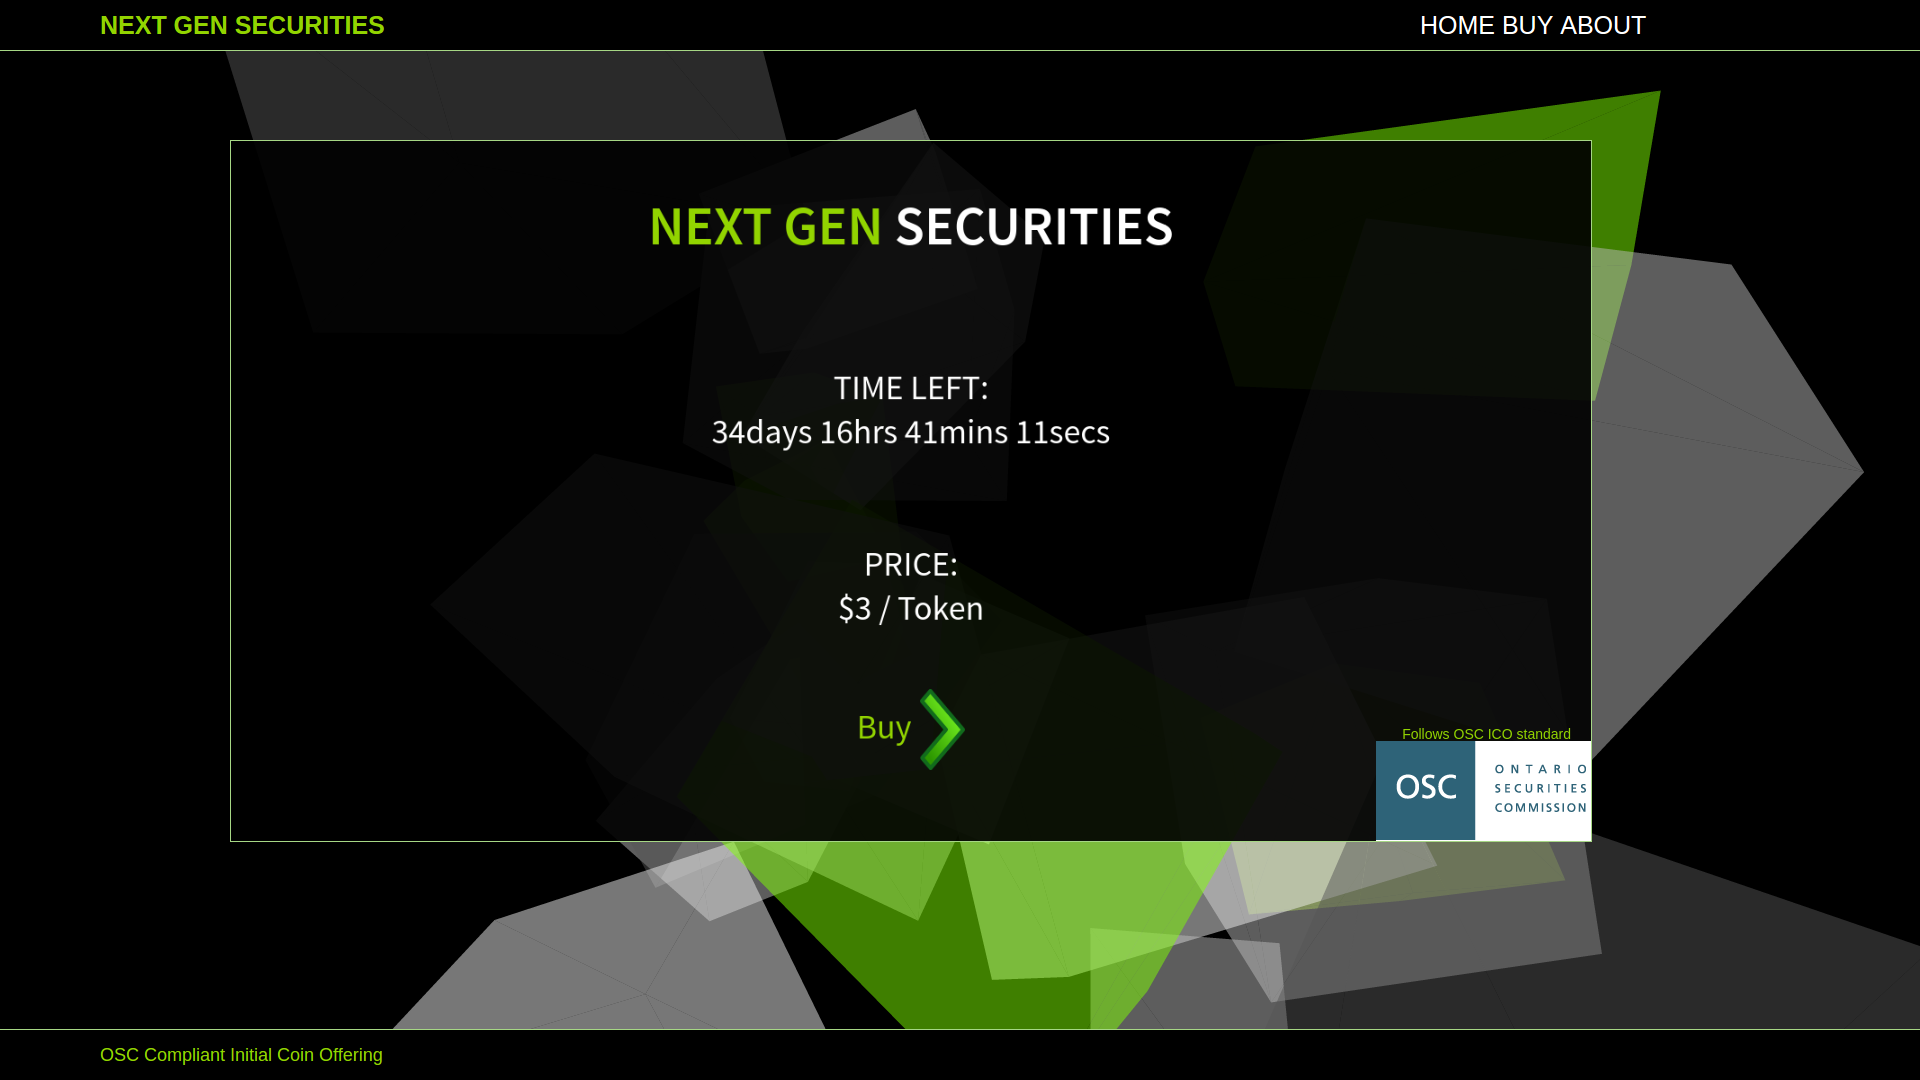 NEXT GEN SECURITIES
HOME BUY ABOUT
NEXT GEN SECURITIES
TIME LEFT:
34days 16hrs 41mins 11secs
PRICE:
$3 / Token
Buy
Follows OSC ICO standard
OSC
ONTARIO
SECURITIES
COMMISSION
OSC Compliant Initial Coin Offering